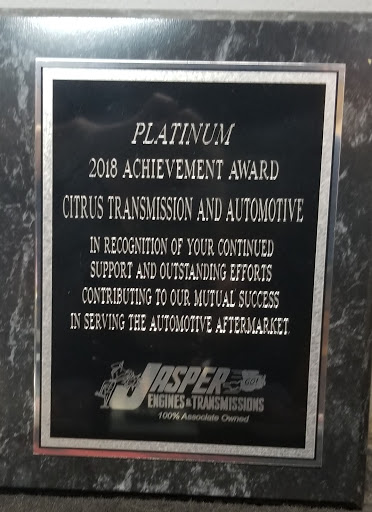 PLATINUM
2018 ACHIEVEMENT AWARD
CITRUS TRANSMISSION AND AUTOMOTIVE
IN RECOGNITION OF YOUR CONTINUED
SUPPORT AND OUTSTANDING EFFORTS
CONTRIBUTING TO OUR MUTUAL SUCCESS
IN SERVING THE AUTOMOTIVE AFTERMARKET.
JASPER
ENGINES & TRANSMISSIONS
100% Associate Owned